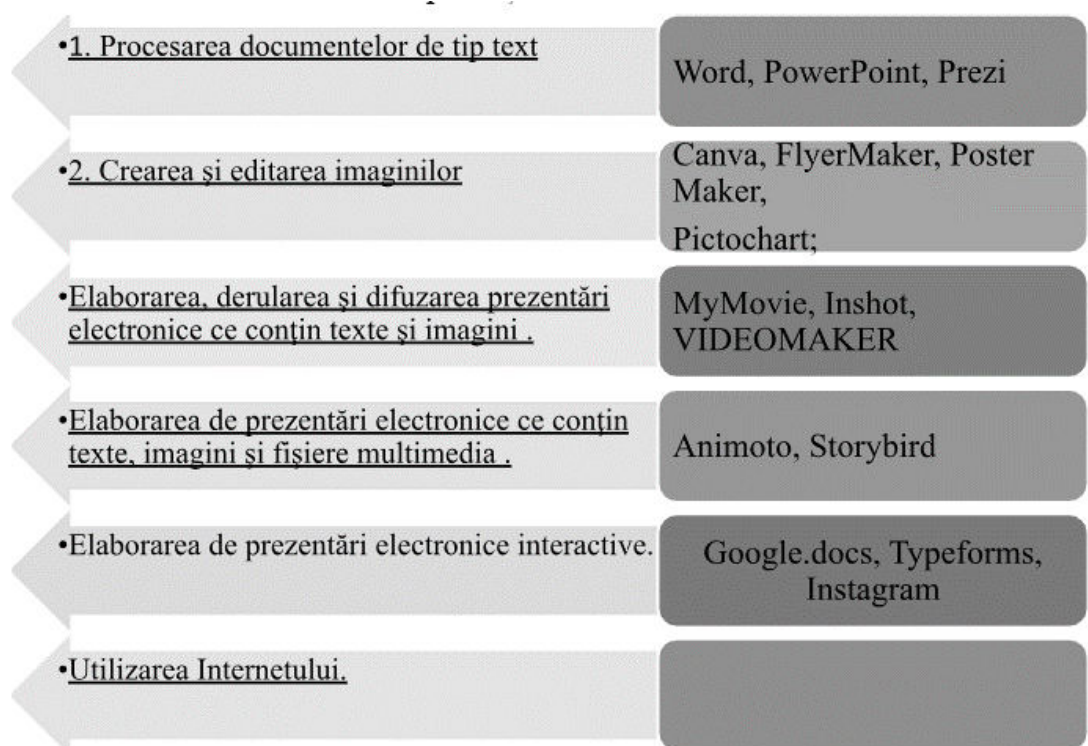 •1. Procesarea documentelor de tip text
Word, PowerPoint, Prezi
•2. Crearea şi editarea imaginilor
Canva, FlyerMaker, Poster
Maker,
Pictochart;
•Elaborarea, derularea şi difuzarea prezentări
electronice ce conţin texte şi imagini .
MyMovie, Inshot,
VIDEOMAKER
•Elaborarea de prezentări electronice ce conţin
texte, imagini şi fişiere multimedia .
Animoto, Storybird
•Elaborarea de prezentări electronice interactive.
Google.docs, Typeforms,
Instagram
•Utilizarea Internetului.